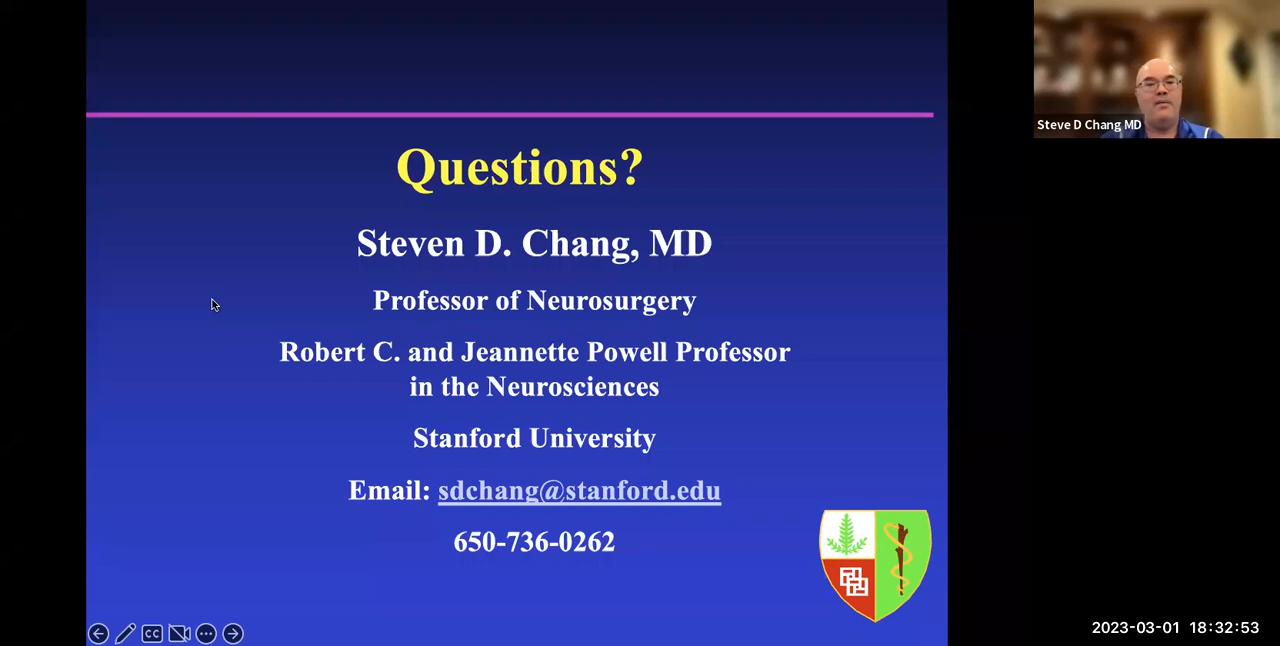 Questions?
Steven D. Chang, MD
Professor of Neurosurgery
Robert C. and Jeannette Powell Professor
in the Neurosciences
Stanford University
Email: sdchang@stanford.edu
650-736-0262
Steve D Chang MD
CC
2023-03-01 18:32:53